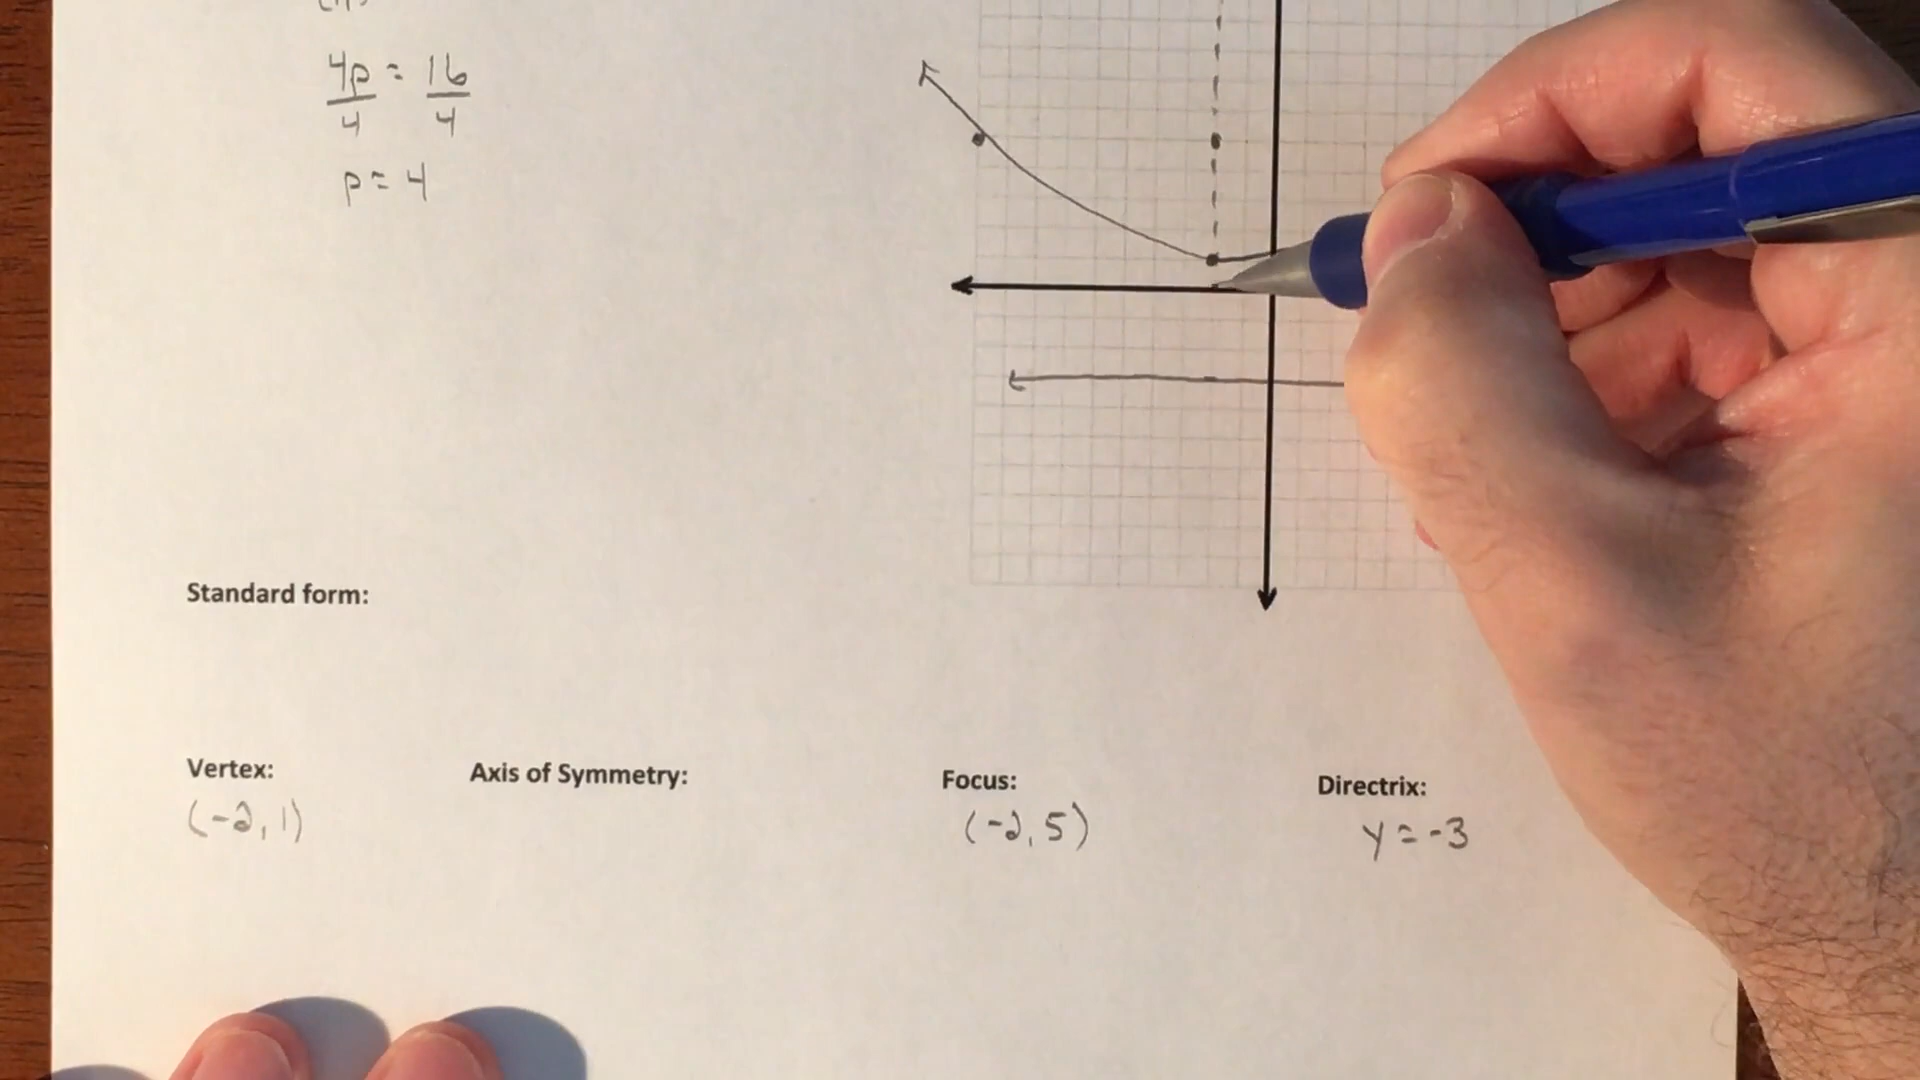 4p = 16
4 4
p = 4
Standard form:
Vertex: Axis of Symmetry: Focus: Directrix:
(-2, 1) (-2, 5) y = -3